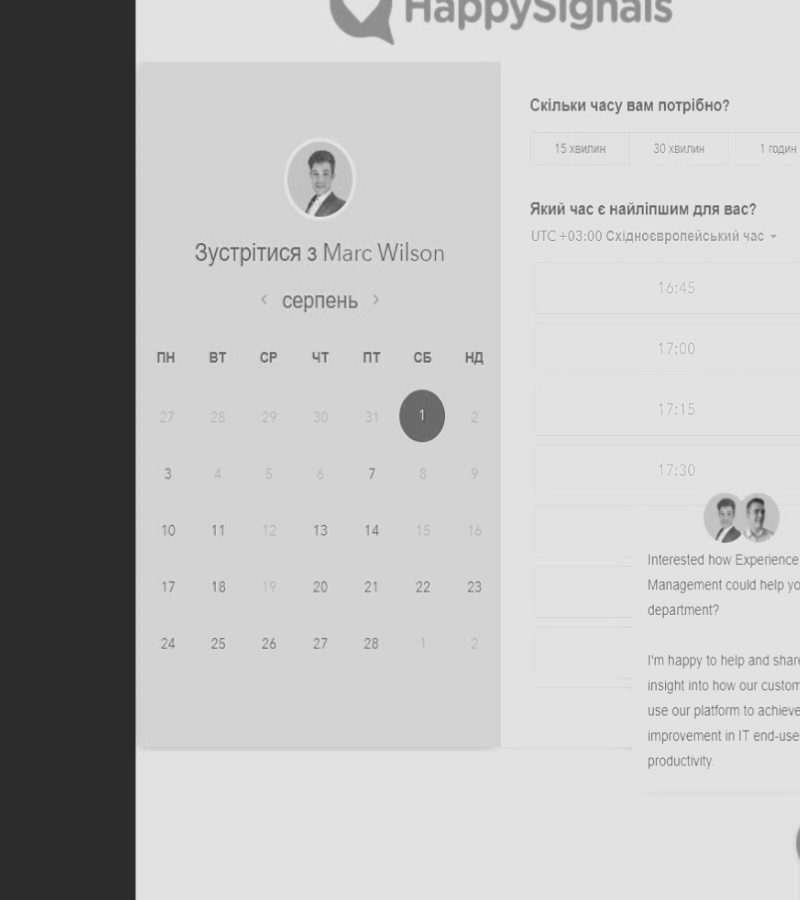 HappySignals
Зустрітися з Marc Wilson
серпень
ПН ВТ СР ЧТ ПТ СБ НД
27 28 29 30 31 1 2
3 4 5 6 7 8 9
10 11 12 13 14 15 16
17 18 19 20 21 22 23
24 25 26 27 28 1 2
Скільки часу вам потрібно?
15 хвилин 30 хвилин 1 годин
Який час є найліпшим для вас?
UTC +03:00 Східноєвропейський час
16:45
17:00
17:15
17:30
Interested how Experience
Management could help yo
department?
I'm happy to help and share
insight into how our custom
use our platform to achieve
improvement in IT end-use
productivity.